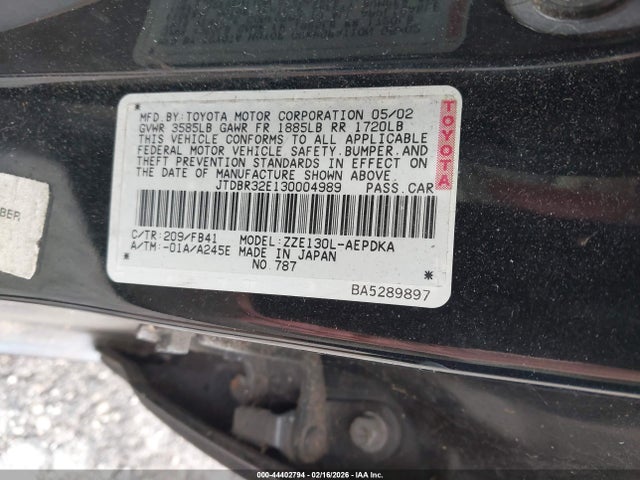 MFD.BY:TOYOTA MOTOR CORPORATION 05/02
GVWR 3585LB GAWR FR 1885LB RR 1720LB
THIS VEHICLE CONFORMS TO ALL APPLICABLE
FEDERAL MOTOR VEHICLE SAFETY,BUMPER,AND
THEFT PREVENTION STANDARDS IN EFFECT ON
THE DATE OF MANUFACTURE SHOWN ABOVE.
JTDBR32E130004989 PASS.CAR
TOYOTA
C/TR:209/FB41 MODEL:ZZE130L-AEPDKA
A/TM:-01A/A245E MADE IN JAPAN
NO 787
BA5289897
BER
000-44402794 - 02/16/2026 - IAA Inc.